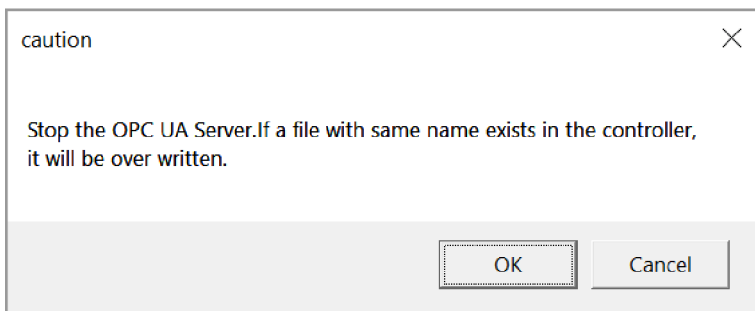 caution
Stop the OPC UA Server.If a file with same name exists in the controller,
it will be over written.
OK
Cancel